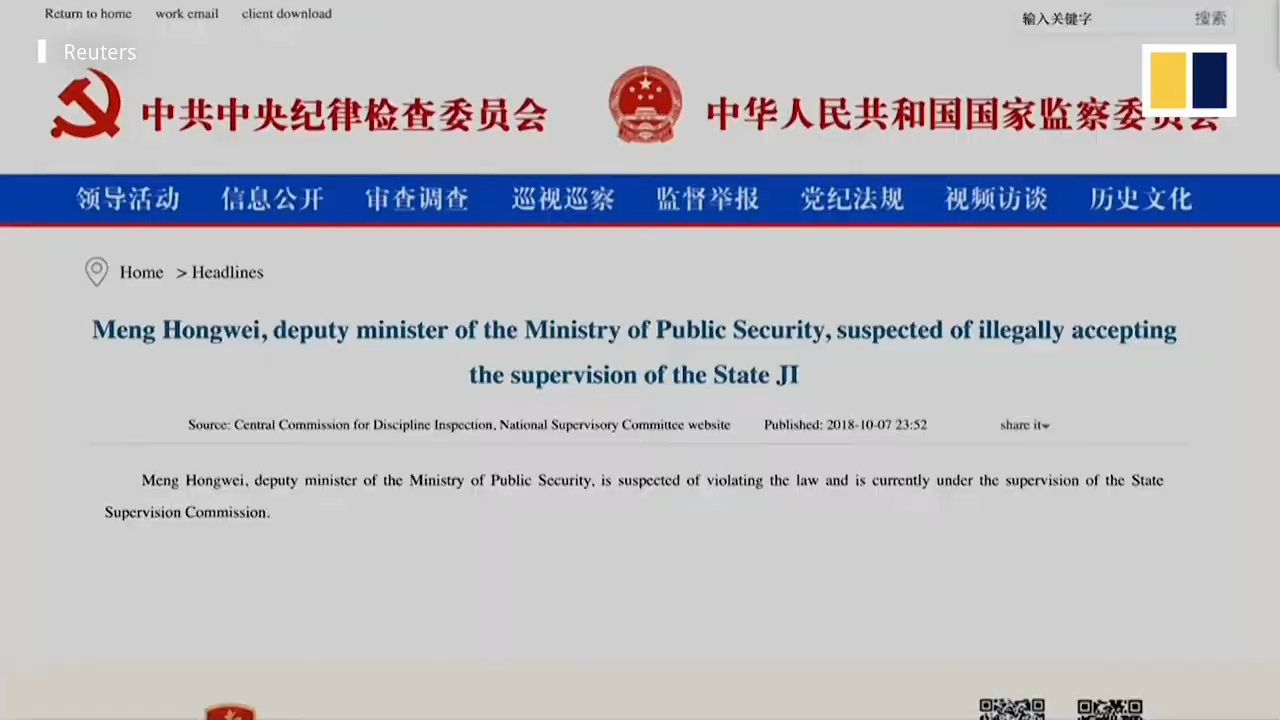 Return to home work email client download
输入关键字 搜索
Reuters
中共中央纪律检查委员会
中华人民共和国国家监察委员会
领导活动 信息公开 审查调查 巡视巡察 监督举报 党纪法规 视频访谈 历史文化
Home > Headlines
Meng Hongwei, deputy minister of the Ministry of Public Security, suspected of illegally accepting
the supervision of the State JI
Source: Central Commission for Discipline Inspection, National Supervisory Committee website Published: 2018-10-07 23:52 share it
Meng Hongwei, deputy minister of the Ministry of Public Security, is suspected of violating the law and is currently under the supervision of the State
Supervision Commission.